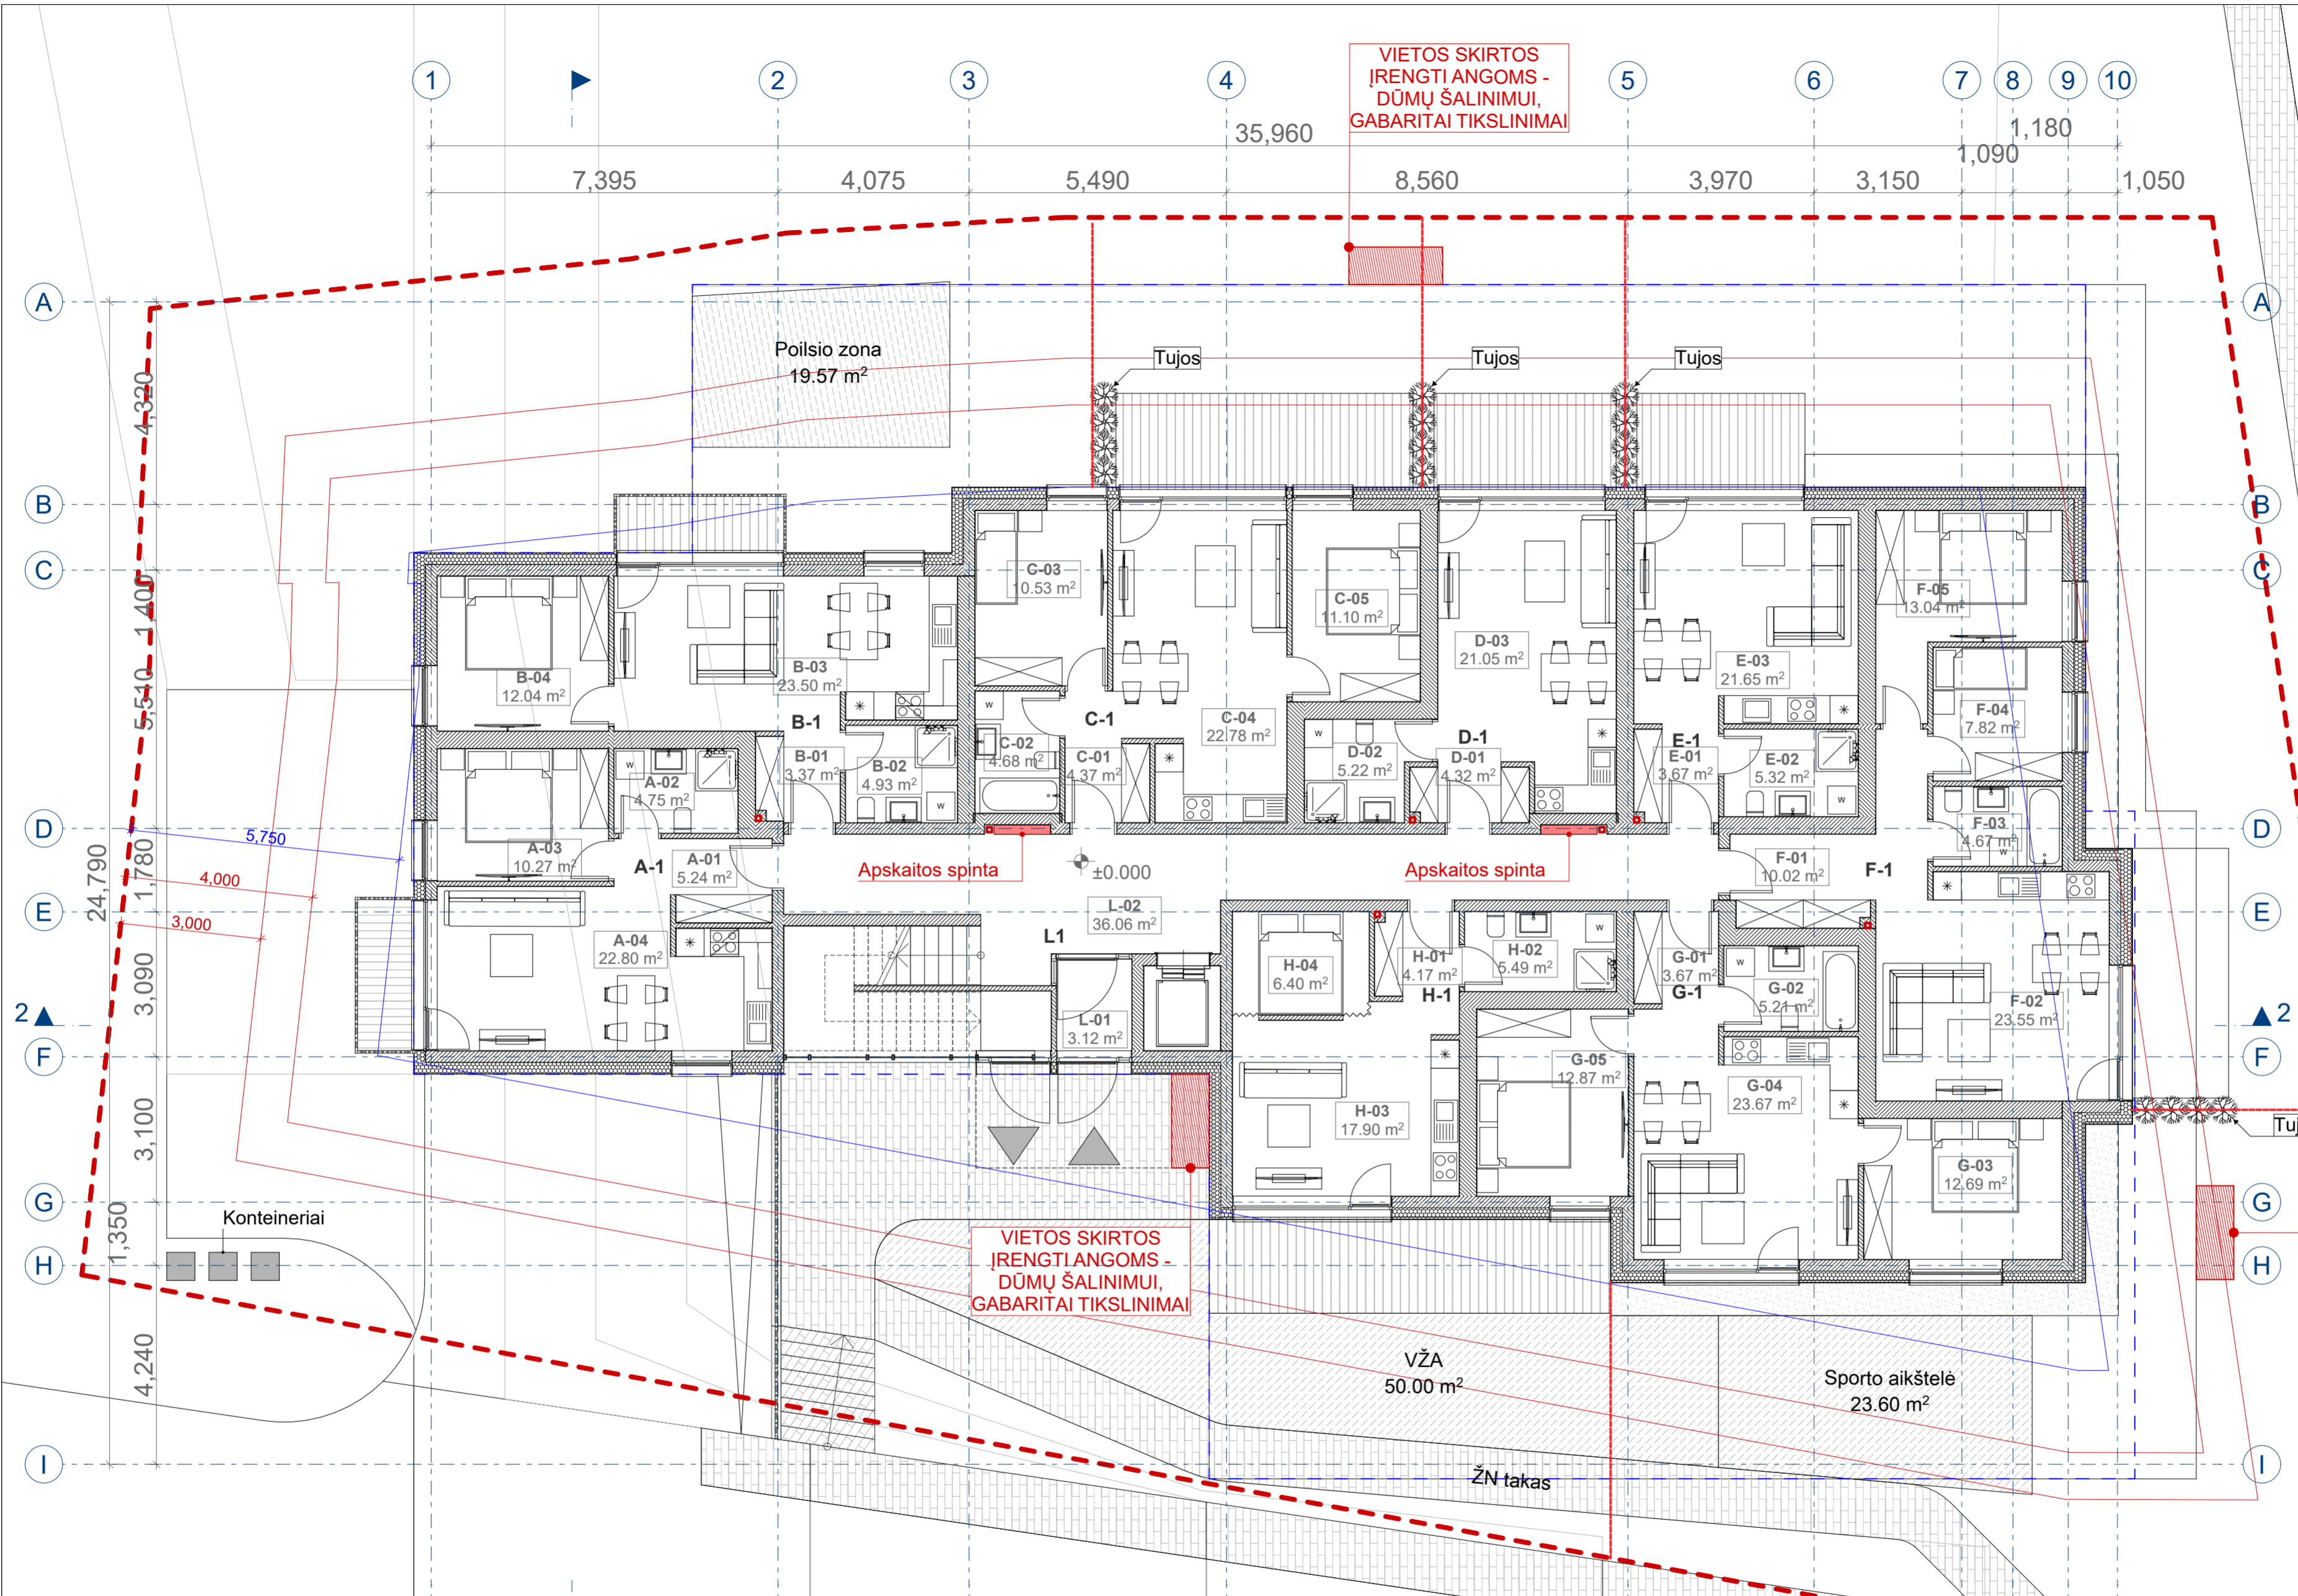 VIETOS SKIRTOS
ĮRENGTI ANGOMS -
DŪMŲ ŠALINIMUI,
GABARITAI TIKSLINIMAI
1
2
3
4
5
6
7
8
9
10
35,960
1,180
1,090
7,395
4,075
5,490
8,560
3,970
3,150
1,050
A
A
Poilsio zona
19.57 m²
Tujos
Tujos
Tujos
4,320
B
B
C
C
1,400
5,510
C-03
10.53 m²
C-05
11.10 m²
F-05
13.04 m²
D-03
21.05 m²
E-03
21.65 m²
B-04
12.04 m²
B-03
23.50 m²
B-1
C-1
C-04
22.78 m²
F-04
7.82 m²
D-1
E-1
C-02
4.68 m²
C-01
4.37 m²
D-02
5.22 m²
D-01
4.32 m²
E-01
3.67 m²
E-02
5.32 m²
B-01
3.37 m²
B-02
4.93 m²
A-02
4.75 m²
W
W
W
W
W
W
W
W
D
D
5,750
F-03
4.67 m²
24,790
1,780
A-03
10.27 m²
A-1
A-01
5.24 m²
Apskaitos spinta
±0.000
Apskaitos spinta
F-01
10.02 m²
F-1
4,000
3,000
E
E
L-02
36.06 m²
L1
A-04
22.80 m²
3,090
H-04
6.40 m²
H-01
4.17 m²
H-02
5.49 m²
H-1
G-01
3.67 m²
G-1
G-02
5.21 m²
F-02
23.55 m²
2
2
L-01
3.12 m²
F
F
G-05
12.87 m²
G-04
23.67 m²
3,100
H-03
17.90 m²
G-03
12.69 m²
G
G
Konteineriai
1,350
VIETOS SKIRTOS
ĮRENGTI ANGOMS -
DŪMŲ ŠALINIMUI,
GABARITAI TIKSLINIMAI
H
H
4,240
VŽA
50.00 m²
Sporto aikštelė
23.60 m²
I
I
ŽN takas